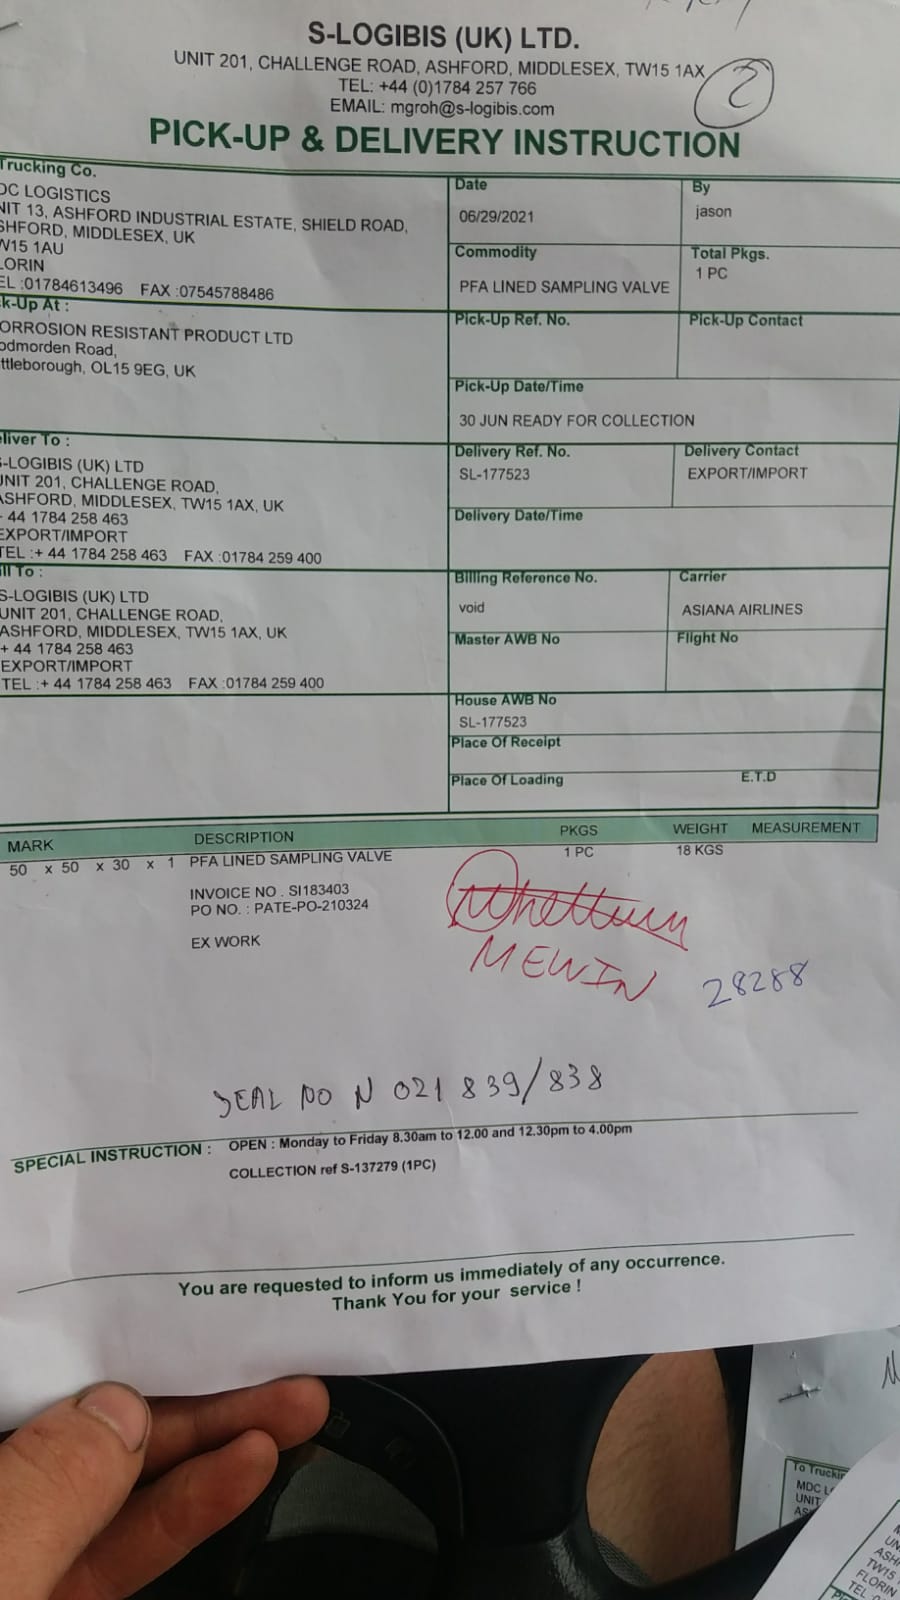 S-LOGIBIS (UK) LTD.
UNIT 201, CHALLENGE ROAD, ASHFORD, MIDDLESEX, TW15 1AX
TEL: +44 (0)1784 257 766
EMAIL: mgroh@s-logibis.com
2
PICK-UP & DELIVERY INSTRUCTION
Trucking Co.
DC LOGISTICS
NIT 13, ASHFORD INDUSTRIAL ESTATE, SHIELD ROAD,
SHFORD, MIDDLESEX, UK
W15 1AU
LORIN
EL :01784613496 FAX :07545788486
Date
06/29/2021
By
jason
Commodity
PFA LINED SAMPLING VALVE
Total Pkgs.
1 PC
k-Up At :
ORROSION RESISTANT PRODUCT LTD
odmorden Road,
ttleborough, OL15 9EG, UK
Pick-Up Ref. No.
Pick-Up Contact
Pick-Up Date/Time
30 JUN READY FOR COLLECTION
eliver To :
S-LOGIBIS (UK) LTD
UNIT 201, CHALLENGE ROAD,
ASHFORD, MIDDLESEX, TW15 1AX, UK
+ 44 1784 258 463
EXPORT/IMPORT
TEL :+ 44 1784 258 463 FAX :01784 259 400
Delivery Ref. No.
SL-177523
Delivery Contact
EXPORT/IMPORT
Delivery Date/Time
ill To :
S-LOGIBIS (UK) LTD
UNIT 201, CHALLENGE ROAD,
ASHFORD, MIDDLESEX, TW15 1AX, UK
+ 44 1784 258 463
EXPORT/IMPORT
TEL :+ 44 1784 258 463 FAX :01784 259 400
Billing Reference No.
void
Carrier
ASIANA AIRLINES
Master AWB No
Flight No
House AWB No
SL-177523
Place Of Receipt
Place Of Loading E.T.D
MARK DESCRIPTION PKGS WEIGHT MEASUREMENT
50 x 50 x 30 x 1 PFA LINED SAMPLING VALVE 1 PC 18 KGS
INVOICE NO . SI183403
PO NO. : PATE-PO-210324
EX WORK
MEWIN
28288
SEAL NO N 021 839/838
SPECIAL INSTRUCTION : OPEN : Monday to Friday 8.30am to 12.00 and 12.30pm to 4.00pm
COLLECTION ref S-137279 (1PC)
You are requested to inform us immediately of any occurrence.
Thank You for your service !
To Truckin
MDC L
UNIT
AS
UN
ASH
TW15
FLORIN
TEL